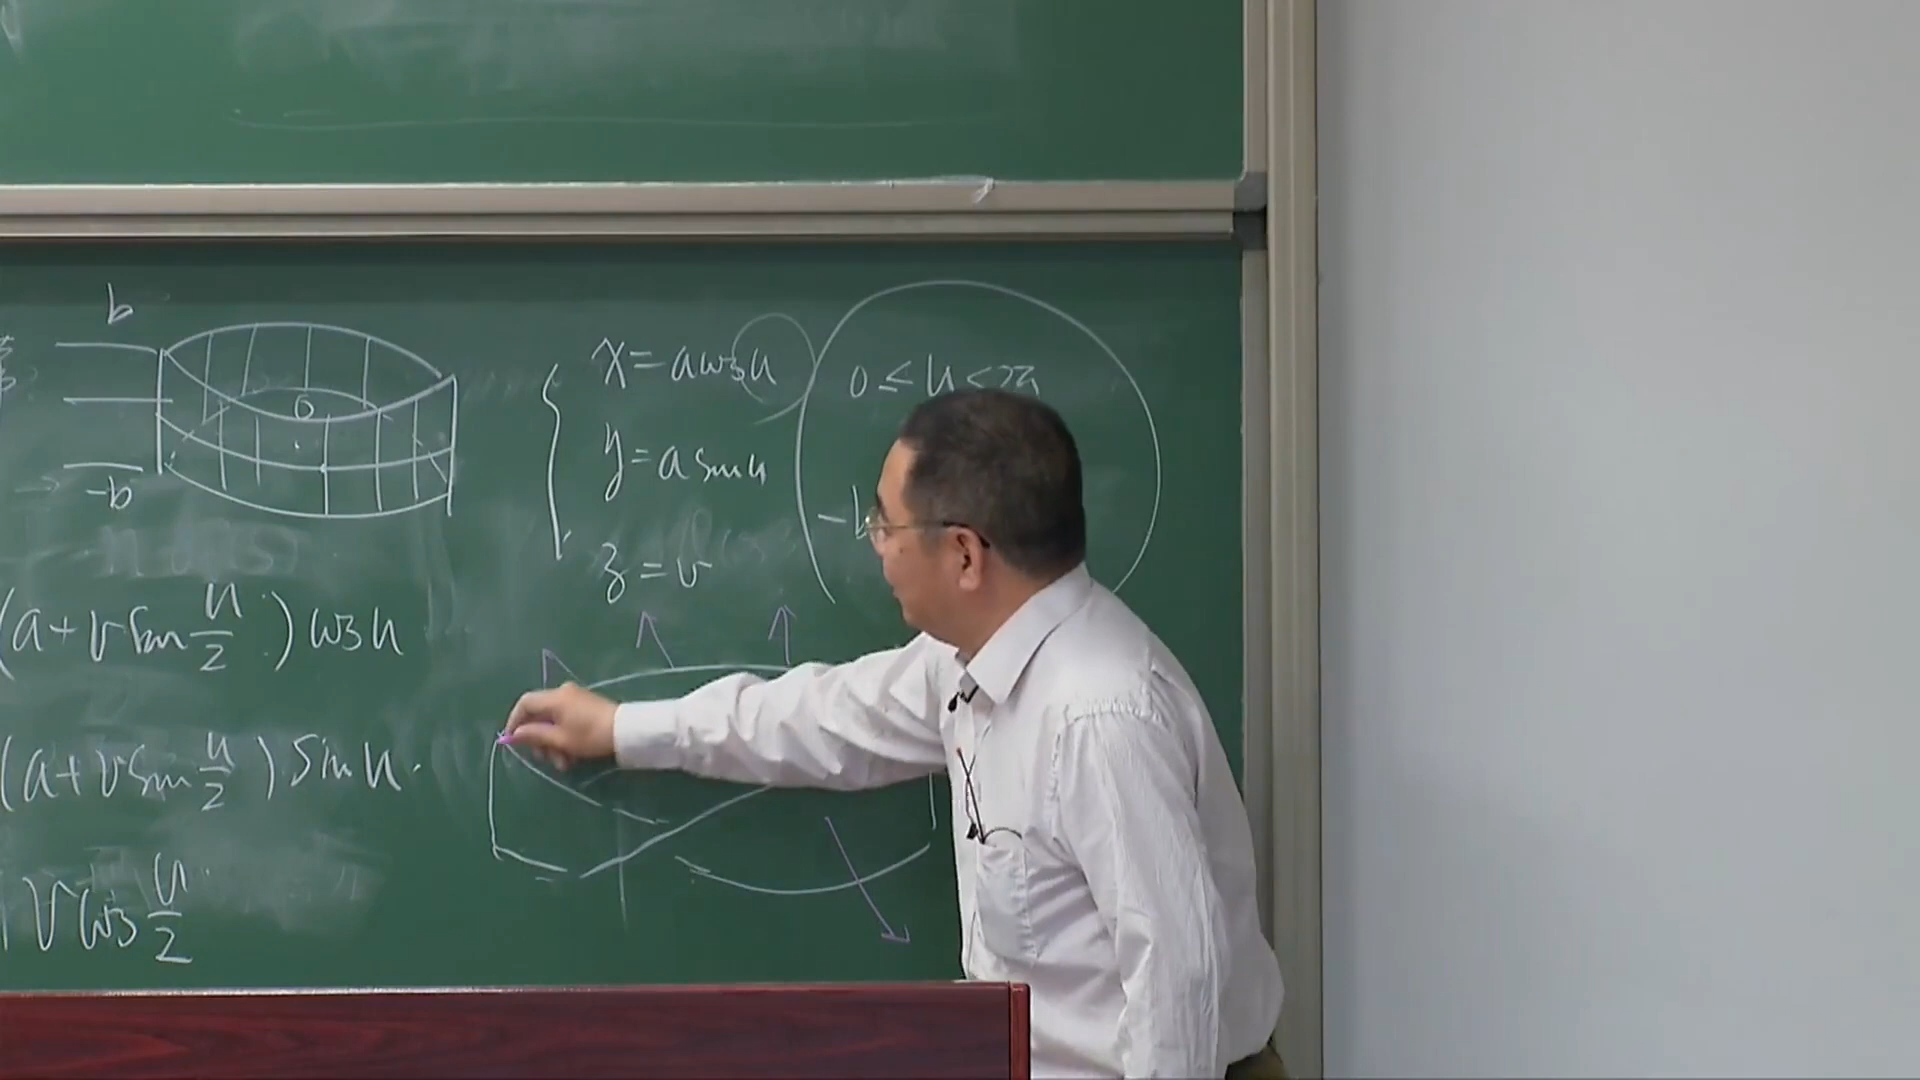 b
-b
o
x = a cos u
0 ≤ u < 2π
y = a sin u
z = v
(a + v sin u/2) cos u
(a + v sin u/2) sin u.
v cos u/2